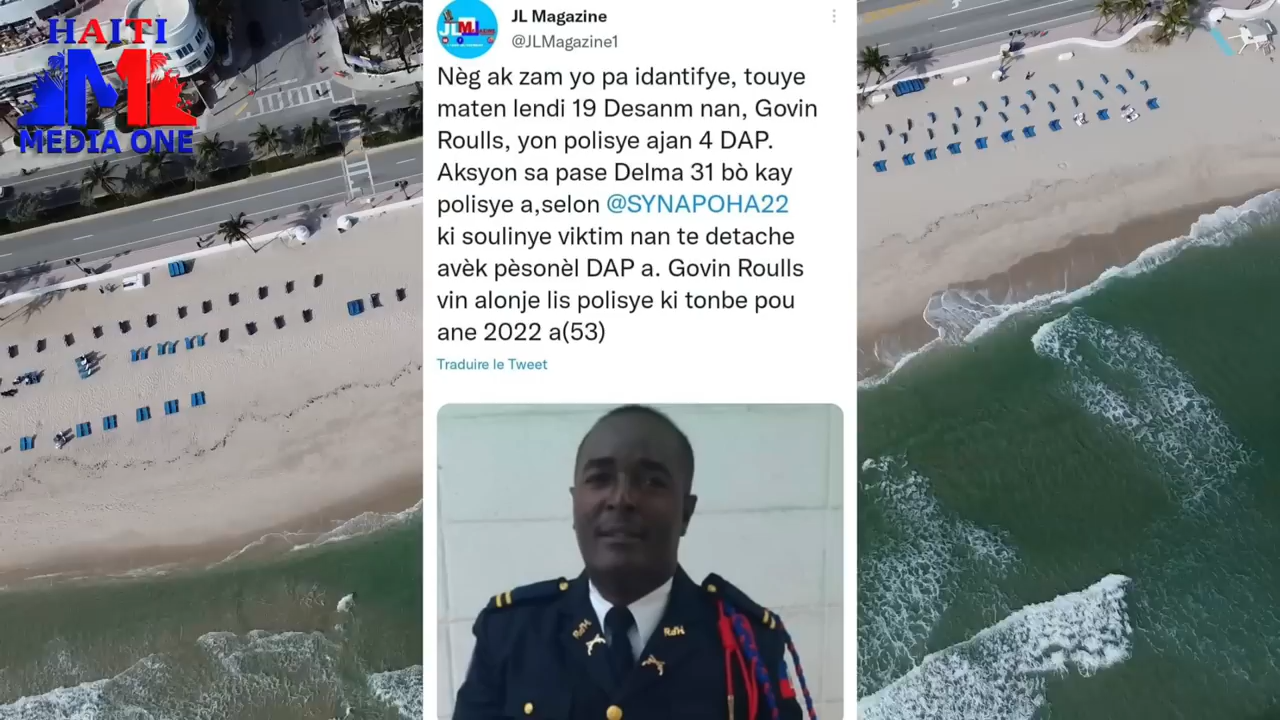 HAITI
M1
MEDIA ONE
JL Magazine
@JLMagazine1
Nèg ak zam yo pa idantifye, touye
maten lendi 19 Desanm nan, Govin
Roulls, yon polisye ajan 4 DAP.
Aksyon sa pase Delma 31 bò kay
polisye a,selon @SYNAPOHA22
ki soulinye viktim nan te detache
avèk pèsonèl DAP a. Govin Roulls
vin alonje lis polisye ki tonbe pou
ane 2022 a(53)
Traduire le Tweet
RdH
RdH